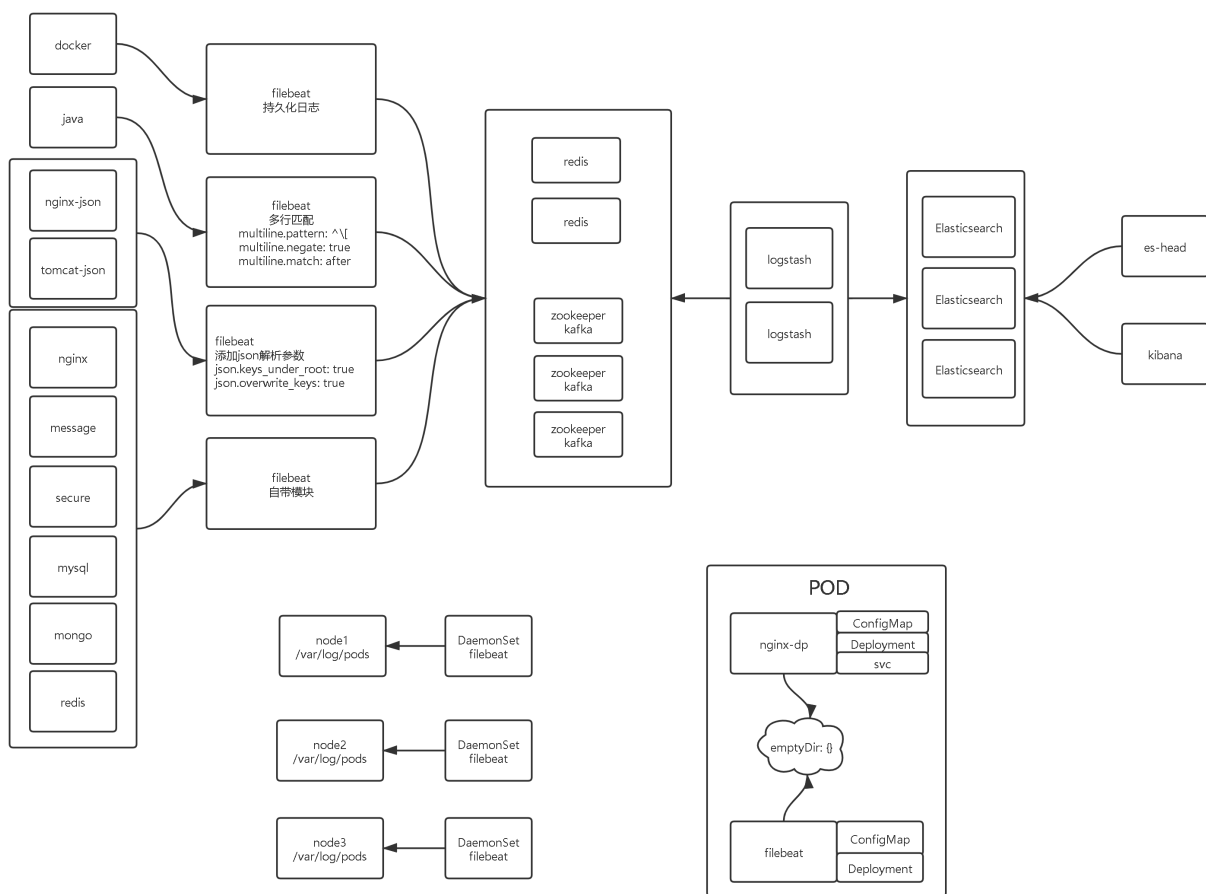 docker
java
nginx-json
tomcat-json
nginx
message
secure
mysql
mongo
redis
filebeat
持久化日志
filebeat
多行匹配
multiline.pattern: ^\[
multiline.negate: true
multiline.match: after
filebeat
添加json解析参数
json.keys_under_root: true
json.overwrite_keys: true
filebeat
自带模块
redis
redis
zookeeper
kafka
zookeeper
kafka
zookeeper
kafka
logstash
logstash
Elasticsearch
Elasticsearch
Elasticsearch
es-head
kibana
node1
/var/log/pods
DaemonSet
filebeat
node2
/var/log/pods
DaemonSet
filebeat
node3
/var/log/pods
DaemonSet
filebeat
POD
nginx-dp
ConfigMap
Deployment
svc
emptyDir: {}
filebeat
ConfigMap
Deployment